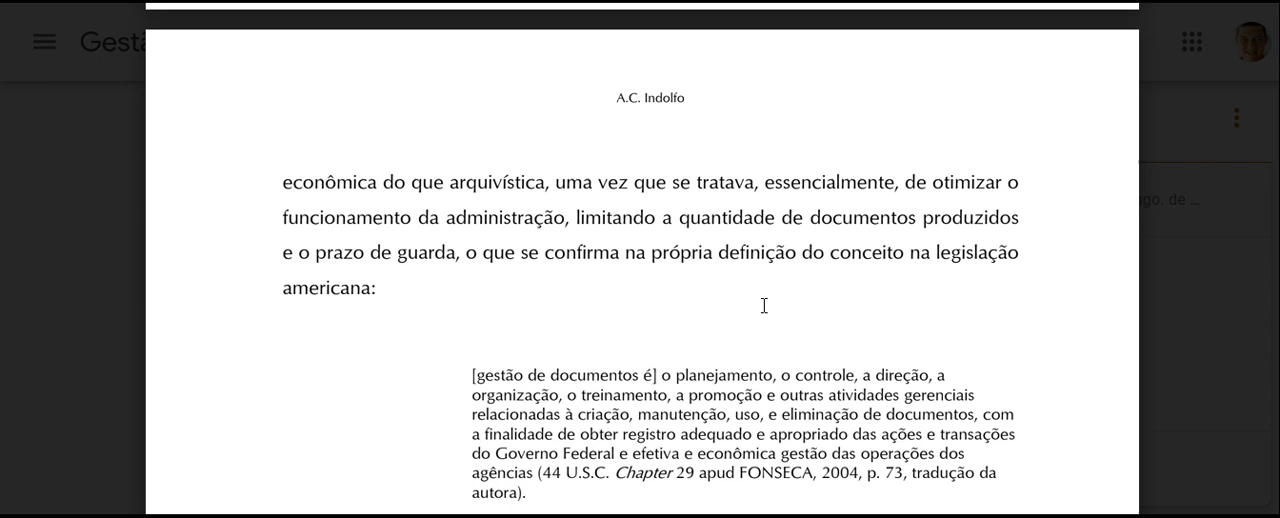 Gestã
A.C. Indolfo
go. de ...
econômica do que arquivística, uma vez que se tratava, essencialmente, de otimizar o
funcionamento da administração, limitando a quantidade de documentos produzidos
e o prazo de guarda, o que se confirma na própria definição do conceito na legislação
americana:
[gestão de documentos é] o planejamento, o controle, a direção, a
organização, o treinamento, a promoção e outras atividades gerenciais
relacionadas à criação, manutenção, uso, e eliminação de documentos, com
a finalidade de obter registro adequado e apropriado das ações e transações
do Governo Federal e efetiva e econômica gestão das operações dos
agências (44 U.S.C. Chapter 29 apud FONSECA, 2004, p. 73, tradução da
autora).